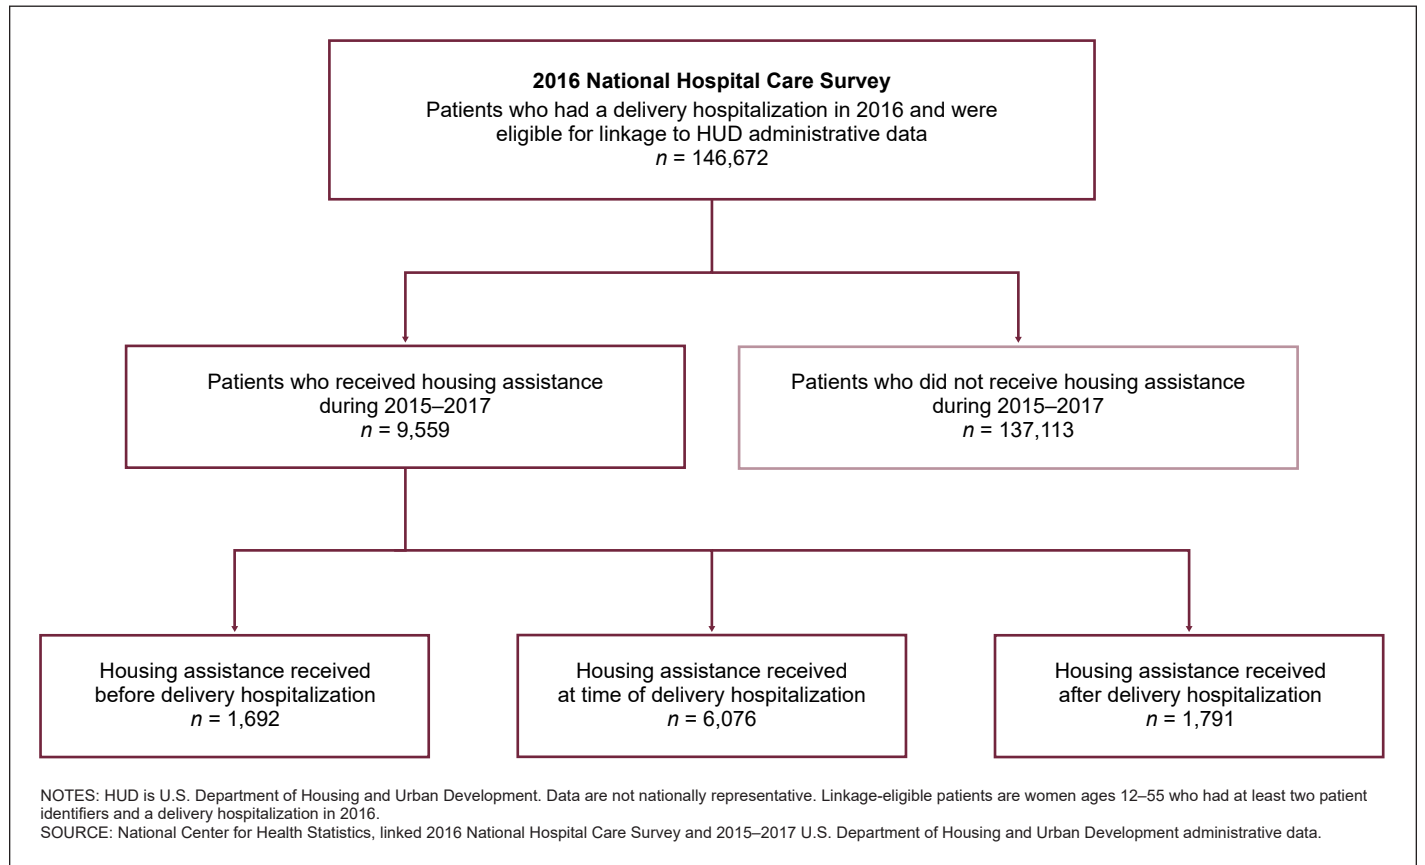 2016 National Hospital Care Survey
Patients who had a delivery hospitalization in 2016 and were
eligible for linkage to HUD administrative data
n = 146,672
Patients who received housing assistance
during 2015–2017
n = 9,559
Patients who did not receive housing assistance
during 2015–2017
n = 137,113
Housing assistance received
before delivery hospitalization
n = 1,692
Housing assistance received
at time of delivery hospitalization
n = 6,076
Housing assistance received
after delivery hospitalization
n = 1,791
NOTES: HUD is U.S. Department of Housing and Urban Development. Data are not nationally representative. Linkage-eligible patients are women ages 12–55 who had at least two patient
identifiers and a delivery hospitalization in 2016.
SOURCE: National Center for Health Statistics, linked 2016 National Hospital Care Survey and 2015–2017 U.S. Department of Housing and Urban Development administrative data.